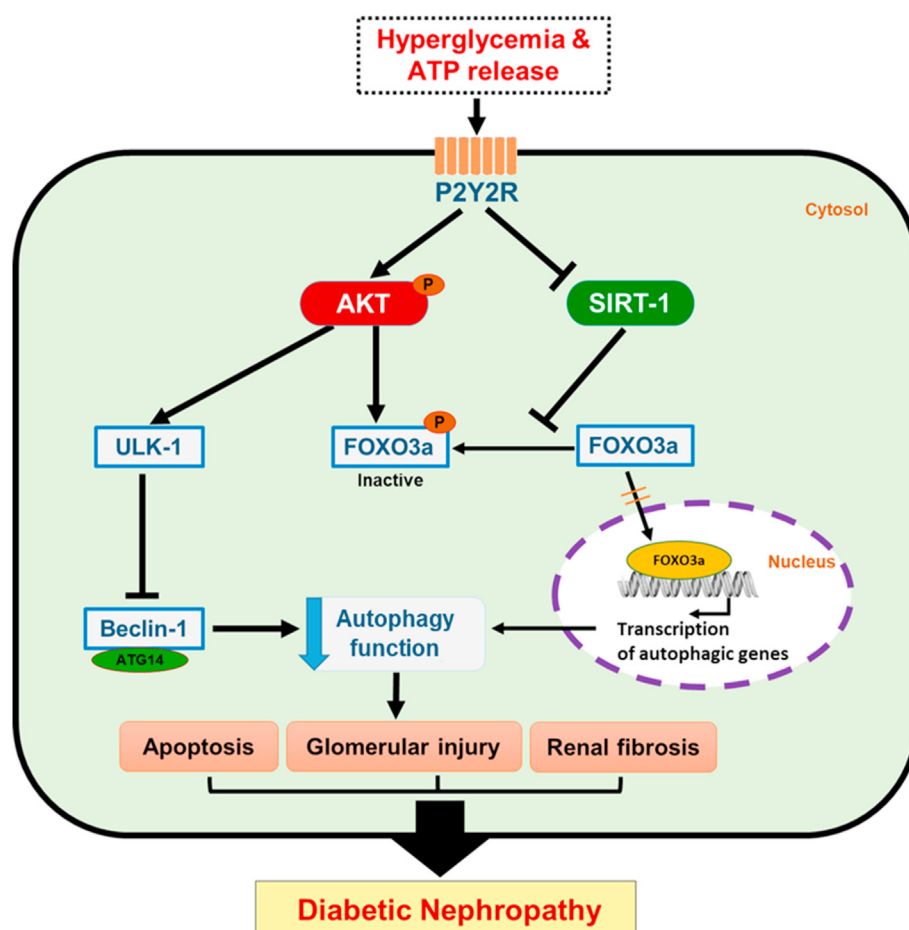 Hyperglycemia &
ATP release
P2Y2R
Cytosol
AKT
P
SIRT-1
ULK-1
FOXO3a
P
Inactive
FOXO3a
FOXO3a
Nucleus
Transcription
of autophagic genes
Beclin-1
ATG14
Autophagy
function
Apoptosis
Glomerular injury
Renal fibrosis
Diabetic Nephropathy